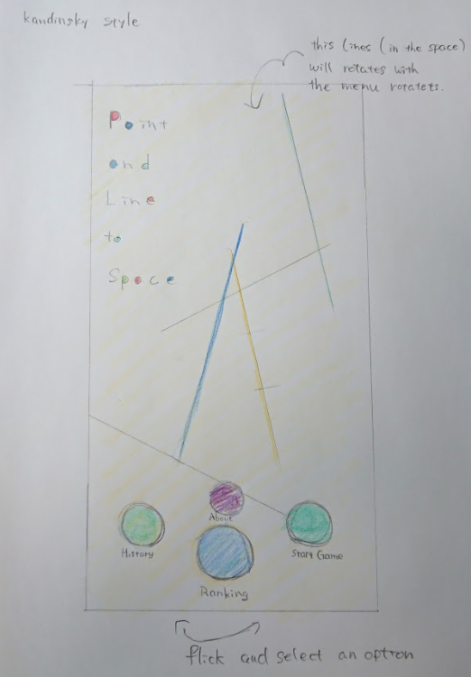 kandinsky style
this lines (in the space)
will rotates with
the menu rotatets.
Point
and
Line
to
Space
About
History
Start Game
Ranking
flick and select an option